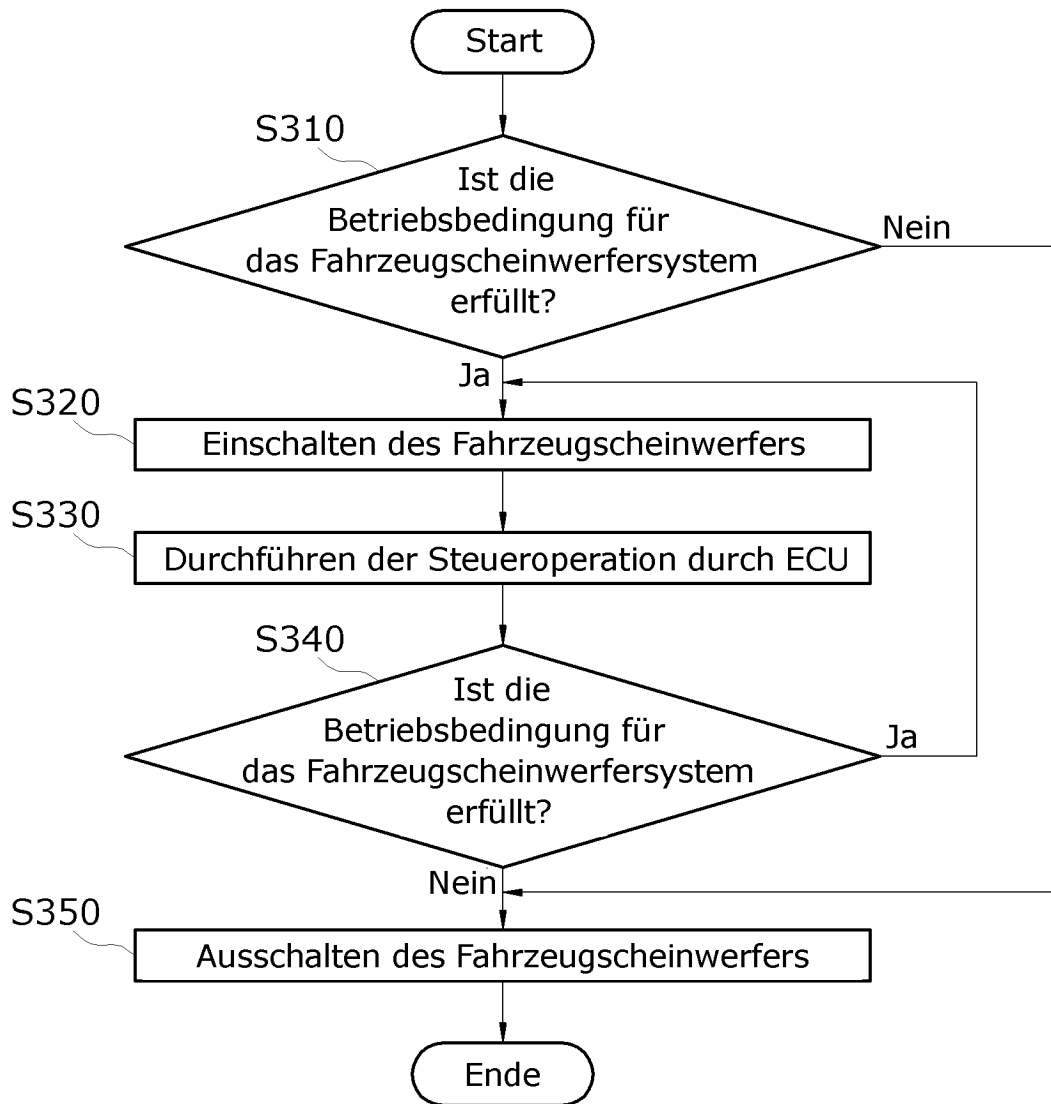 Start
S310
Ist die
Betriebsbedingung für
das Fahrzeugscheinwerfersystem
erfüllt?
Nein
Ja
S320
Einschalten des Fahrzeugscheinwerfers
S330
Durchführen der Steueroperation durch ECU
S340
Ist die
Betriebsbedingung für
das Fahrzeugscheinwerfersystem
erfüllt?
Ja
Nein
S350
Ausschalten des Fahrzeugscheinwerfers
Ende